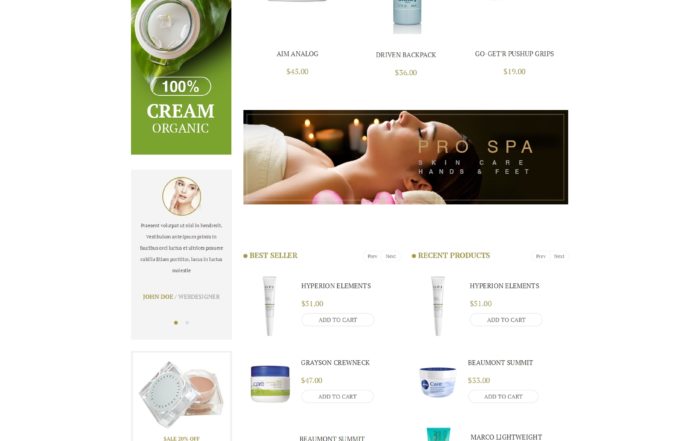 100%
CREAM
ORGANIC
AIM ANALOG
$45.00
DRIVEN BACKPACK
$36.00
GO-GET'R PUSHUP GRIPS
$19.00
PRO SPA
SKIN CARE
HANDS & FEET
Praesent volutpat ut nisl in hendrerit.
Vestibulum ante ipsum primis in
faucibus orci luctus et ultrices posuere
cubilia Etiam porttitor, lacus in luctus
molestie
JOHN DOE / WEBDESIGNER
SALE 20% OFF
BEST SELLER
Prev Next
HYPERION ELEMENTS
$51.00
ADD TO CART
GRAYSON CREWNECK
$47.00
ADD TO CART
BEAUMONT SUMMIT
RECENT PRODUCTS
Prev Next
HYPERION ELEMENTS
$51.00
ADD TO CART
Care
BEAUMONT SUMMIT
$33.00
ADD TO CART
MARCO LIGHTWEIGHT